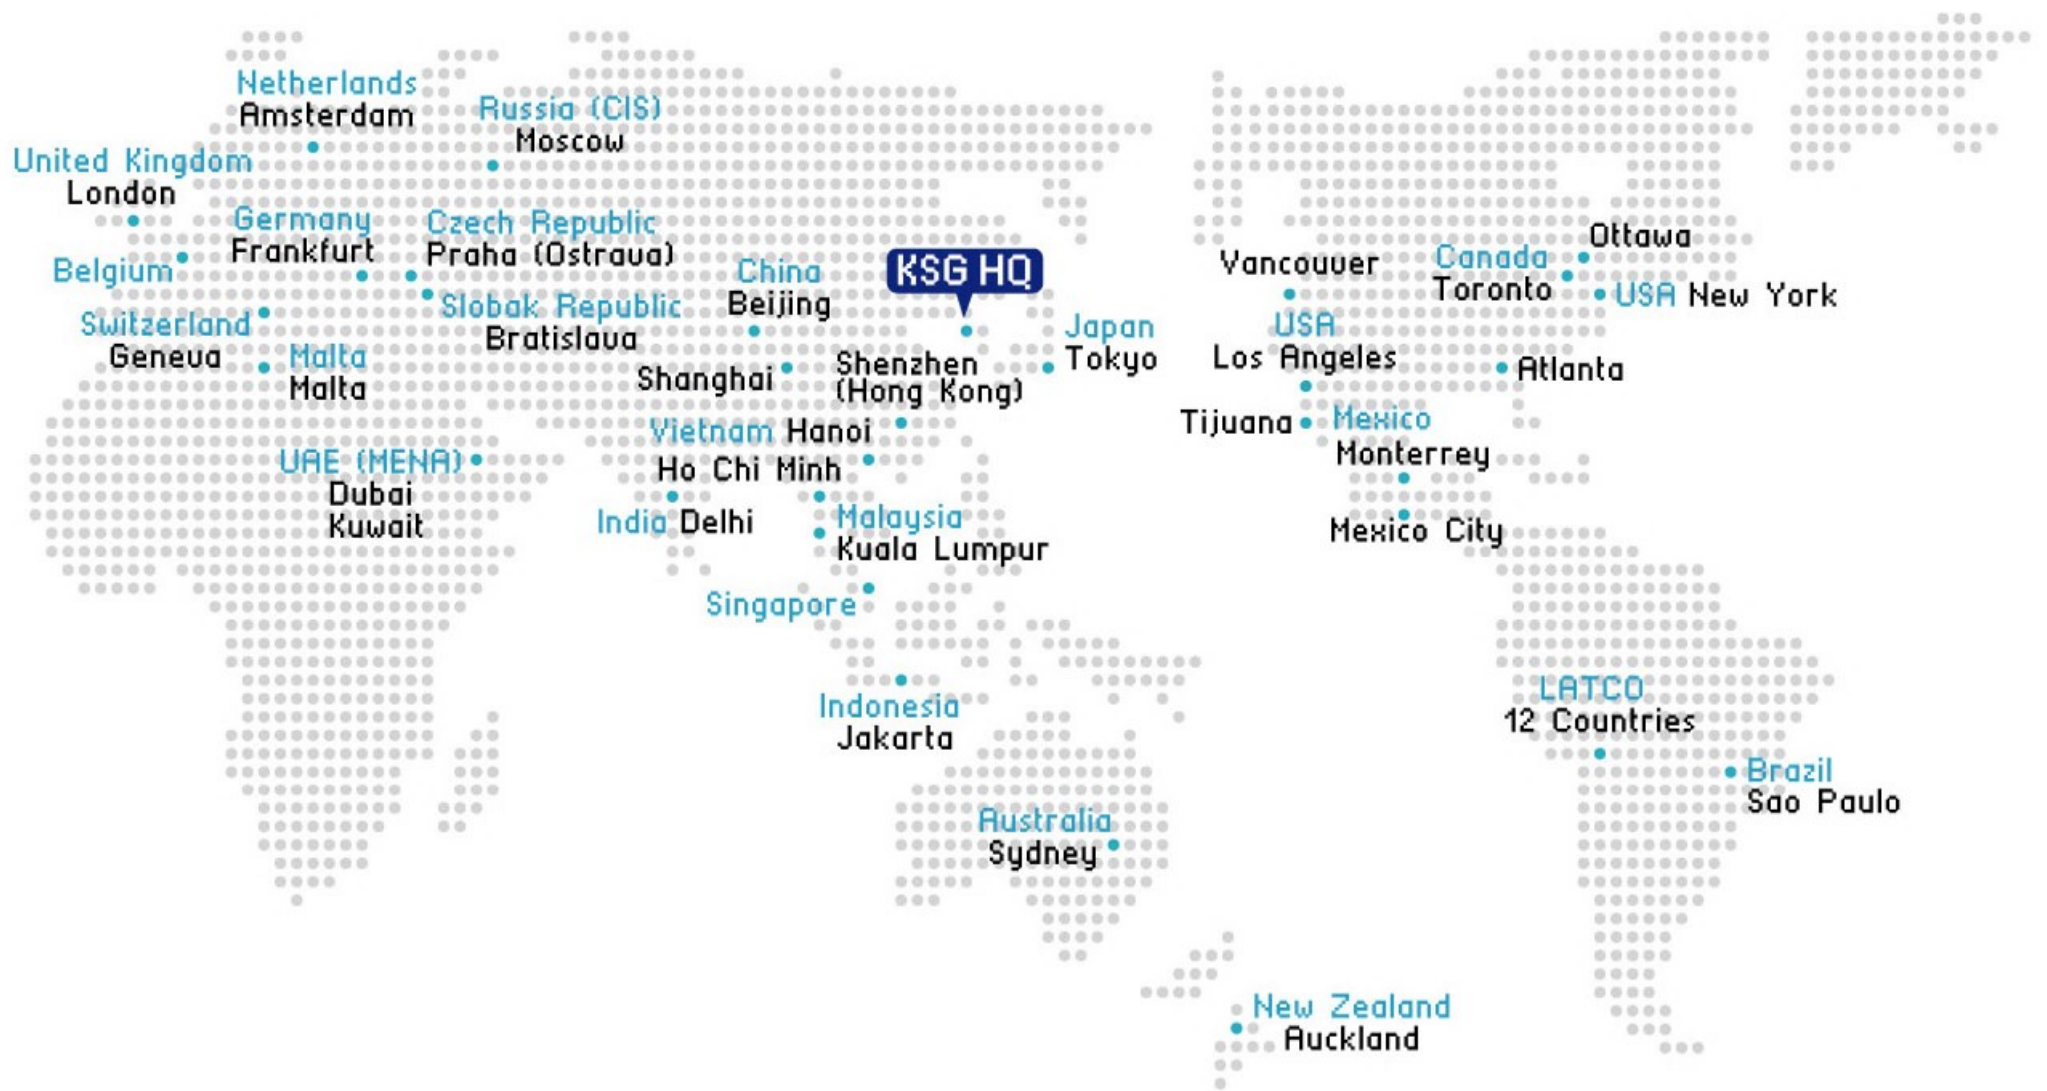 Netherlands
Amsterdam
Russia (CIS)
Moscow
United Kingdom
London
Germany
Frankfurt
Czech Republic
Praha (Ostrava)
Belgium
Slobak Republic
Bratislava
Switzerland
Geneva
Malta
Malta
China
Beijing
KSG HQ
Shanghai
Shenzhen
(Hong Kong)
Japan
Tokyo
Vietnam Hanoi
Ho Chi Minh
UAE (MENA)
Dubai
Kuwait
India Delhi
Malaysia
Kuala Lumpur
Singapore
Indonesia
Jakarta
Australia
Sydney
New Zealand
Auckland
Vancouver
Canada
Toronto
Ottawa
USA New York
USA
Los Angeles
Atlanta
Tijuana
Mexico
Monterrey
Mexico City
LATCO
12 Countries
Brazil
Sao Paulo